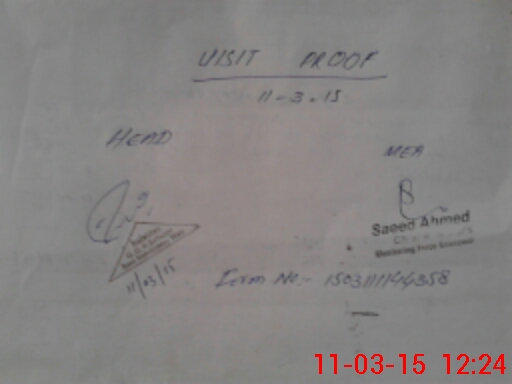 VISIT PROOF
11-3-15
HEAD
MEA
Saeed Ahmed
11/03/15
Form No:- 150311144358
11-03-15 12:24